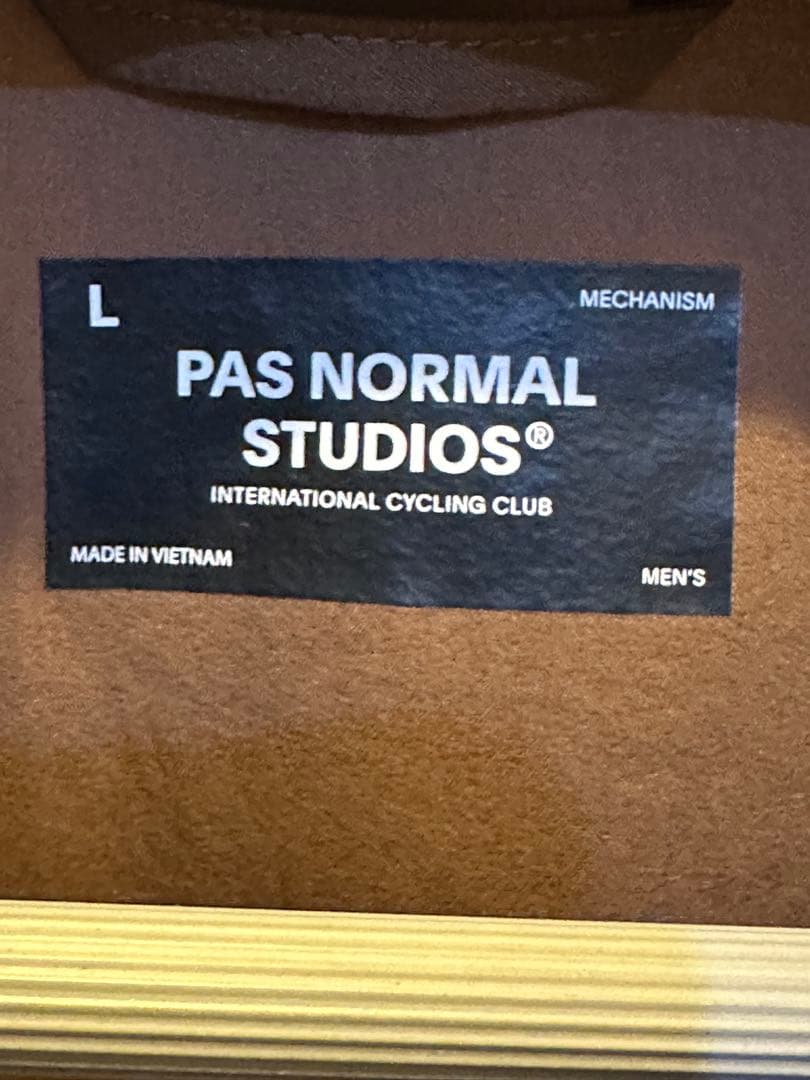 L
MECHANISM
PAS NORMAL
STUDIOS®
INTERNATIONAL CYCLING CLUB
MADE IN VIETNAM
MEN'S